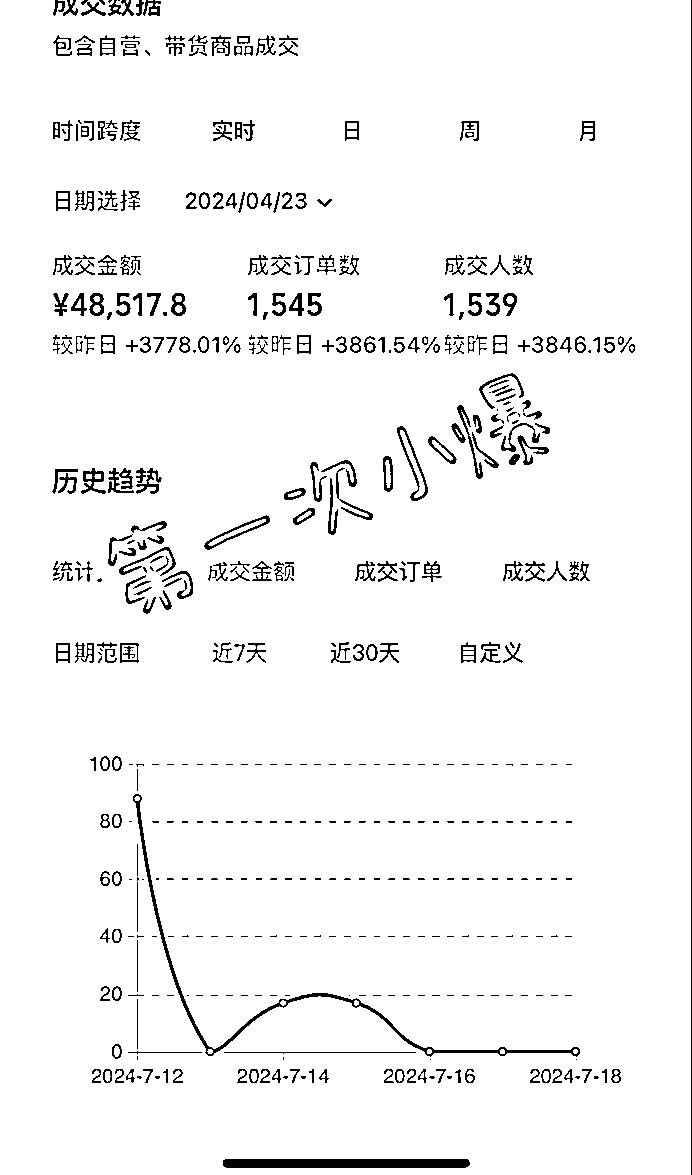 成交数据
包含自营、带货商品成交
时间跨度 实时 日 周 月
日期选择 2024/04/23
成交金额 成交订单数 成交人数
¥48,517.8 1,545 1,539
较昨日 +3778.01% 较昨日 +3861.54% 较昨日 +3846.15%
第一次小爆
历史趋势
统计 成交金额 成交订单 成交人数
日期范围 近7天 近30天 自定义
100
80
60
40
20
0
2024-7-12 2024-7-14 2024-7-16 2024-7-18